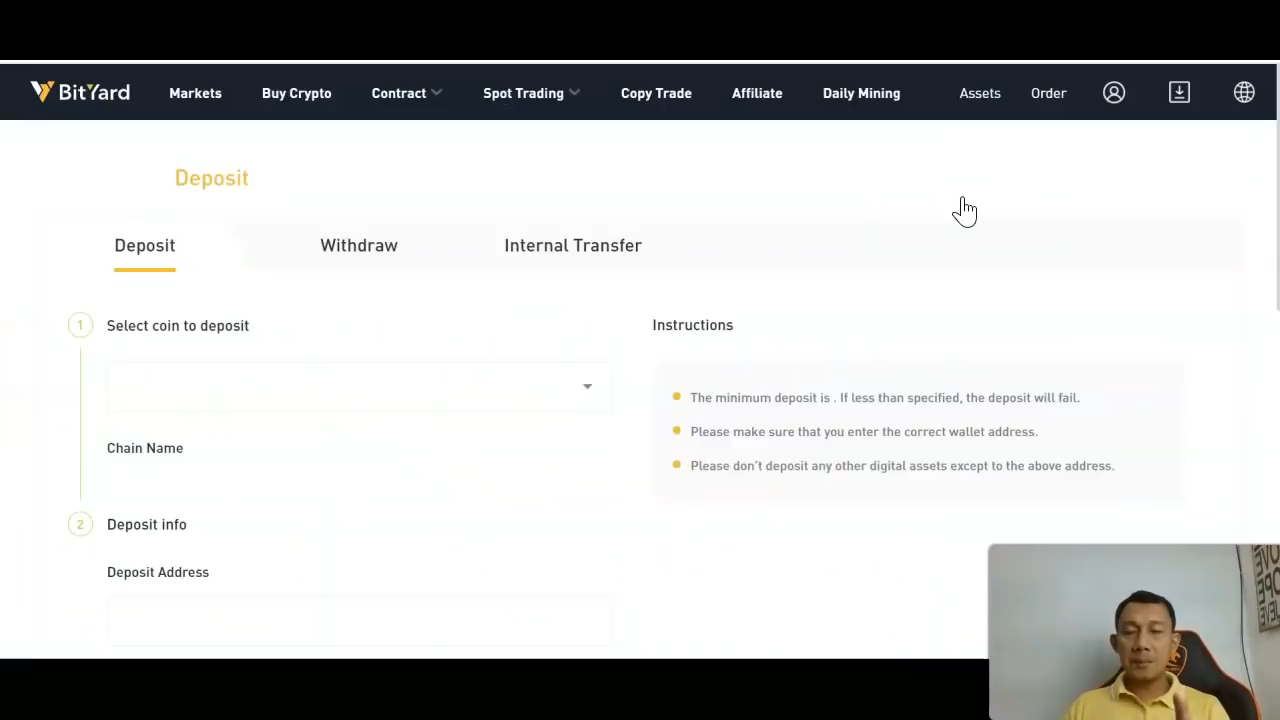 BitYard
Markets
Buy Crypto
Contract
Spot Trading
Copy Trade
Affiliate
Daily Mining
Assets
Order
Deposit
Deposit
Withdraw
Internal Transfer
1
Select coin to deposit
Chain Name
2
Deposit info
Deposit Address
Instructions
The minimum deposit is . If less than specified, the deposit will fail.
Please make sure that you enter the correct wallet address.
Please don't deposit any other digital assets except to the above address.